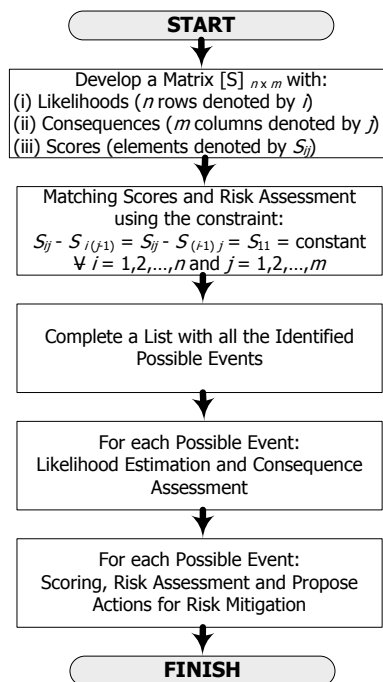 START
Develop a Matrix [S] n x m with:
(i) Likelihoods (n rows denoted by i)
(ii) Consequences (m columns denoted by j)
(iii) Scores (elements denoted by Sij)
Matching Scores and Risk Assessment
using the constraint:
Sij - S i(j-1) = Sij - S (i-1) j = S11 = constant
∀ i = 1,2,...,n and j = 1,2,...,m
Complete a List with all the Identified
Possible Events
For each Possible Event:
Likelihood Estimation and Consequence
Assessment
For each Possible Event:
Scoring, Risk Assessment and Propose
Actions for Risk Mitigation
FINISH